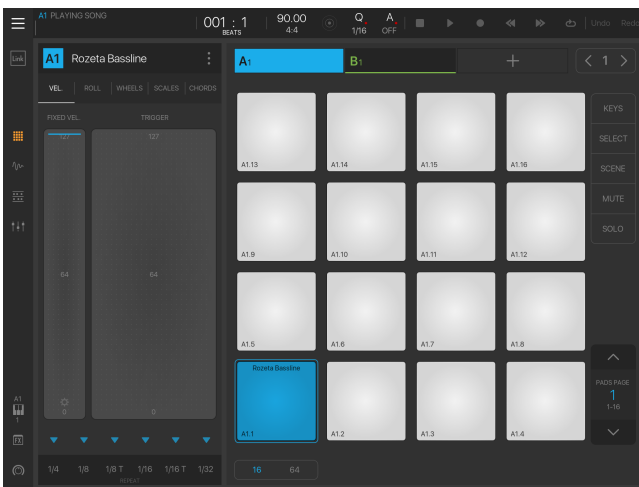 A1 PLAYING SONG
001 : 1
BEATS
90.00
4:4
Q
1/16
A
OFF
Undo
Redo
Link
A1 Rozeta Bassline
A1
B1
+
< 1 >
VEL.
ROLL
WHEELS
SCALES
CHORDS
FIXED VEL.
TRIGGER
127
127
64
64
0
0
1/4
1/8
1/8 T
1/16
1/16 T
1/32
REPEAT
A1
1
FX
A1.13
A1.14
A1.15
A1.16
A1.9
A1.10
A1.11
A1.12
A1.5
A1.6
A1.7
A1.8
Rozeta Bassline
A1.1
A1.2
A1.3
A1.4
16
64
KEYS
SELECT
SCENE
MUTE
SOLO
PADS PAGE
1
1-16